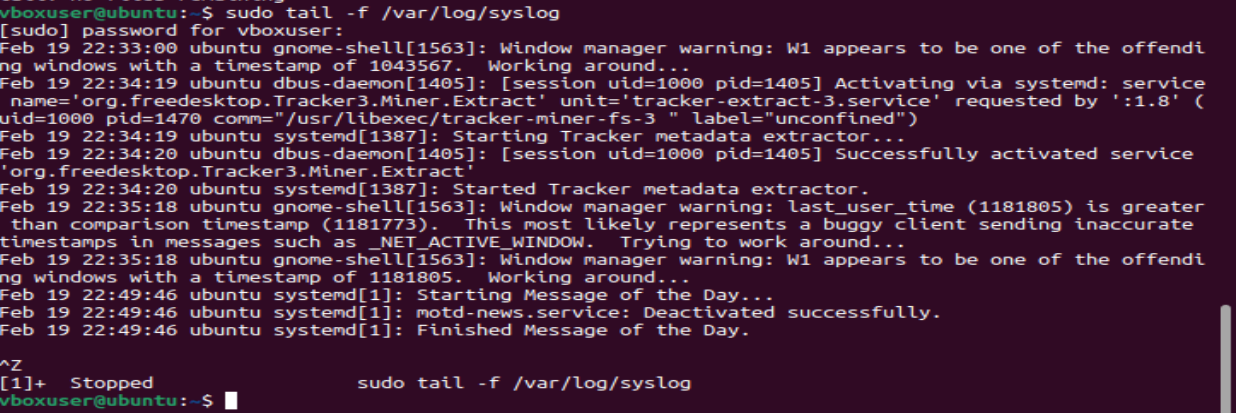 vboxuser@ubuntu:~$ sudo tail -f /var/log/syslog
[sudo] password for vboxuser:
Feb 19 22:33:00 ubuntu gnome-shell[1563]: Window manager warning: W1 appears to be one of the offendi
ng windows with a timestamp of 1043567.  Working around...
Feb 19 22:34:19 ubuntu dbus-daemon[1405]: [session uid=1000 pid=1405] Activating via systemd: service
 name='org.freedesktop.Tracker3.Miner.Extract' unit='tracker-extract-3.service' requested by ':1.8' (
uid=1000 pid=1470 comm="/usr/libexec/tracker-miner-fs-3 " label="unconfined")
Feb 19 22:34:19 ubuntu systemd[1387]: Starting Tracker metadata extractor...
Feb 19 22:34:20 ubuntu dbus-daemon[1405]: [session uid=1000 pid=1405] Successfully activated service
'org.freedesktop.Tracker3.Miner.Extract'
Feb 19 22:34:20 ubuntu systemd[1387]: Started Tracker metadata extractor.
Feb 19 22:35:18 ubuntu gnome-shell[1563]: Window manager warning: last_user_time (1181805) is greater
 than comparison timestamp (1181773).  This most likely represents a buggy client sending inaccurate
timestamps in messages such as _NET_ACTIVE_WINDOW.  Trying to work around...
Feb 19 22:35:18 ubuntu gnome-shell[1563]: Window manager warning: W1 appears to be one of the offendi
ng windows with a timestamp of 1181805.  Working around...
Feb 19 22:49:46 ubuntu systemd[1]: Starting Message of the Day...
Feb 19 22:49:46 ubuntu systemd[1]: motd-news.service: Deactivated successfully.
Feb 19 22:49:46 ubuntu systemd[1]: Finished Message of the Day.
^Z
[1]+  Stopped                 sudo tail -f /var/log/syslog
vboxuser@ubuntu:~$